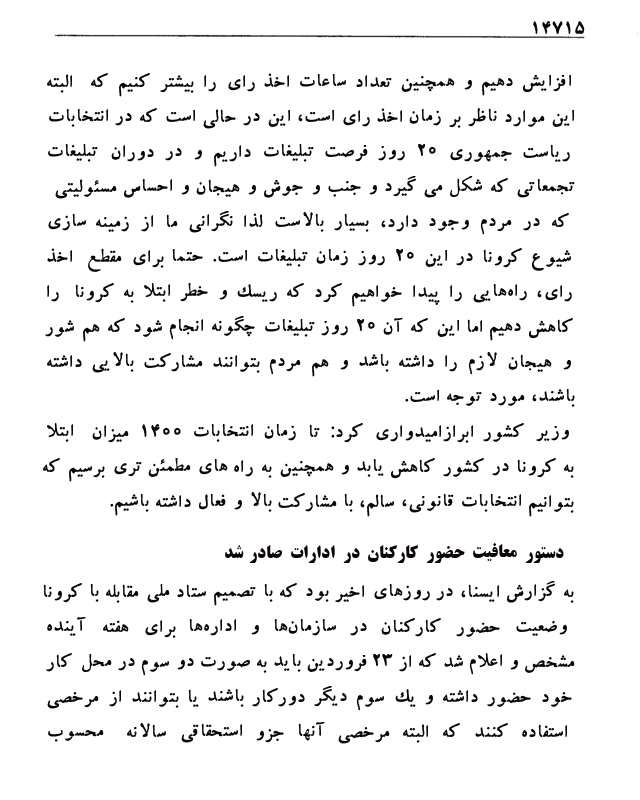 ۱۴۷۱۵
افزایش دهیم و همچنین تعداد ساعات اخذ رای را بیشتر کنیم که البته
این موارد ناظر بر زمان اخذ رای است، این در حالی است که در انتخابات
ریاست جمهوری ۲۰ روز فرصت تبلیغات داریم و در دوران تبلیغات
تجمعاتی که شکل می گیرد و جنب و جوش و هیجان و احساس مسئولیتی
که در مردم وجود دارد، بسیار بالاست لذا نگرانی ما از زمینه سازی
شیوع کرونا در این ۲۰ روز زمان تبلیغات است. حتما برای مقطع اخذ
رای، راه‌هایی را پیدا خواهیم کرد که ریسك و خطر ابتلا به کرونا را
کاهش دهیم اما این که آن ۲۰ روز تبلیغات چگونه انجام شود که هم شور
و هیجان لازم را داشته باشد و هم مردم بتوانند مشارکت بالایی داشته
باشند، مورد توجه است.
وزیر کشور ابرازامیدواری کرد: تا زمان انتخابات ۱۴۰۰ میزان ابتلا
به کرونا در کشور کاهش یابد و همچنین به راه های مطمئن تری برسیم که
بتوانیم انتخابات قانونی، سالم، با مشارکت بالا و فعال داشته باشیم.
دستور معافیت حضور کارکنان در ادارات صادر شد
به گزارش ایسنا، در روزهای اخیر بود که با تصمیم ستاد ملی مقابله با کرونا
وضعیت حضور کارکنان در سازمان‌ها و اداره‌ها برای هفته آینده
مشخص و اعلام شد که از ۲۳ فروردین باید به صورت دو سوم در محل کار
خود حضور داشته و یك سوم دیگر دورکار باشند یا بتوانند از مرخصی
استفاده کنند که البته مرخصی آنها جزو استحقاقی سالانه محسوب